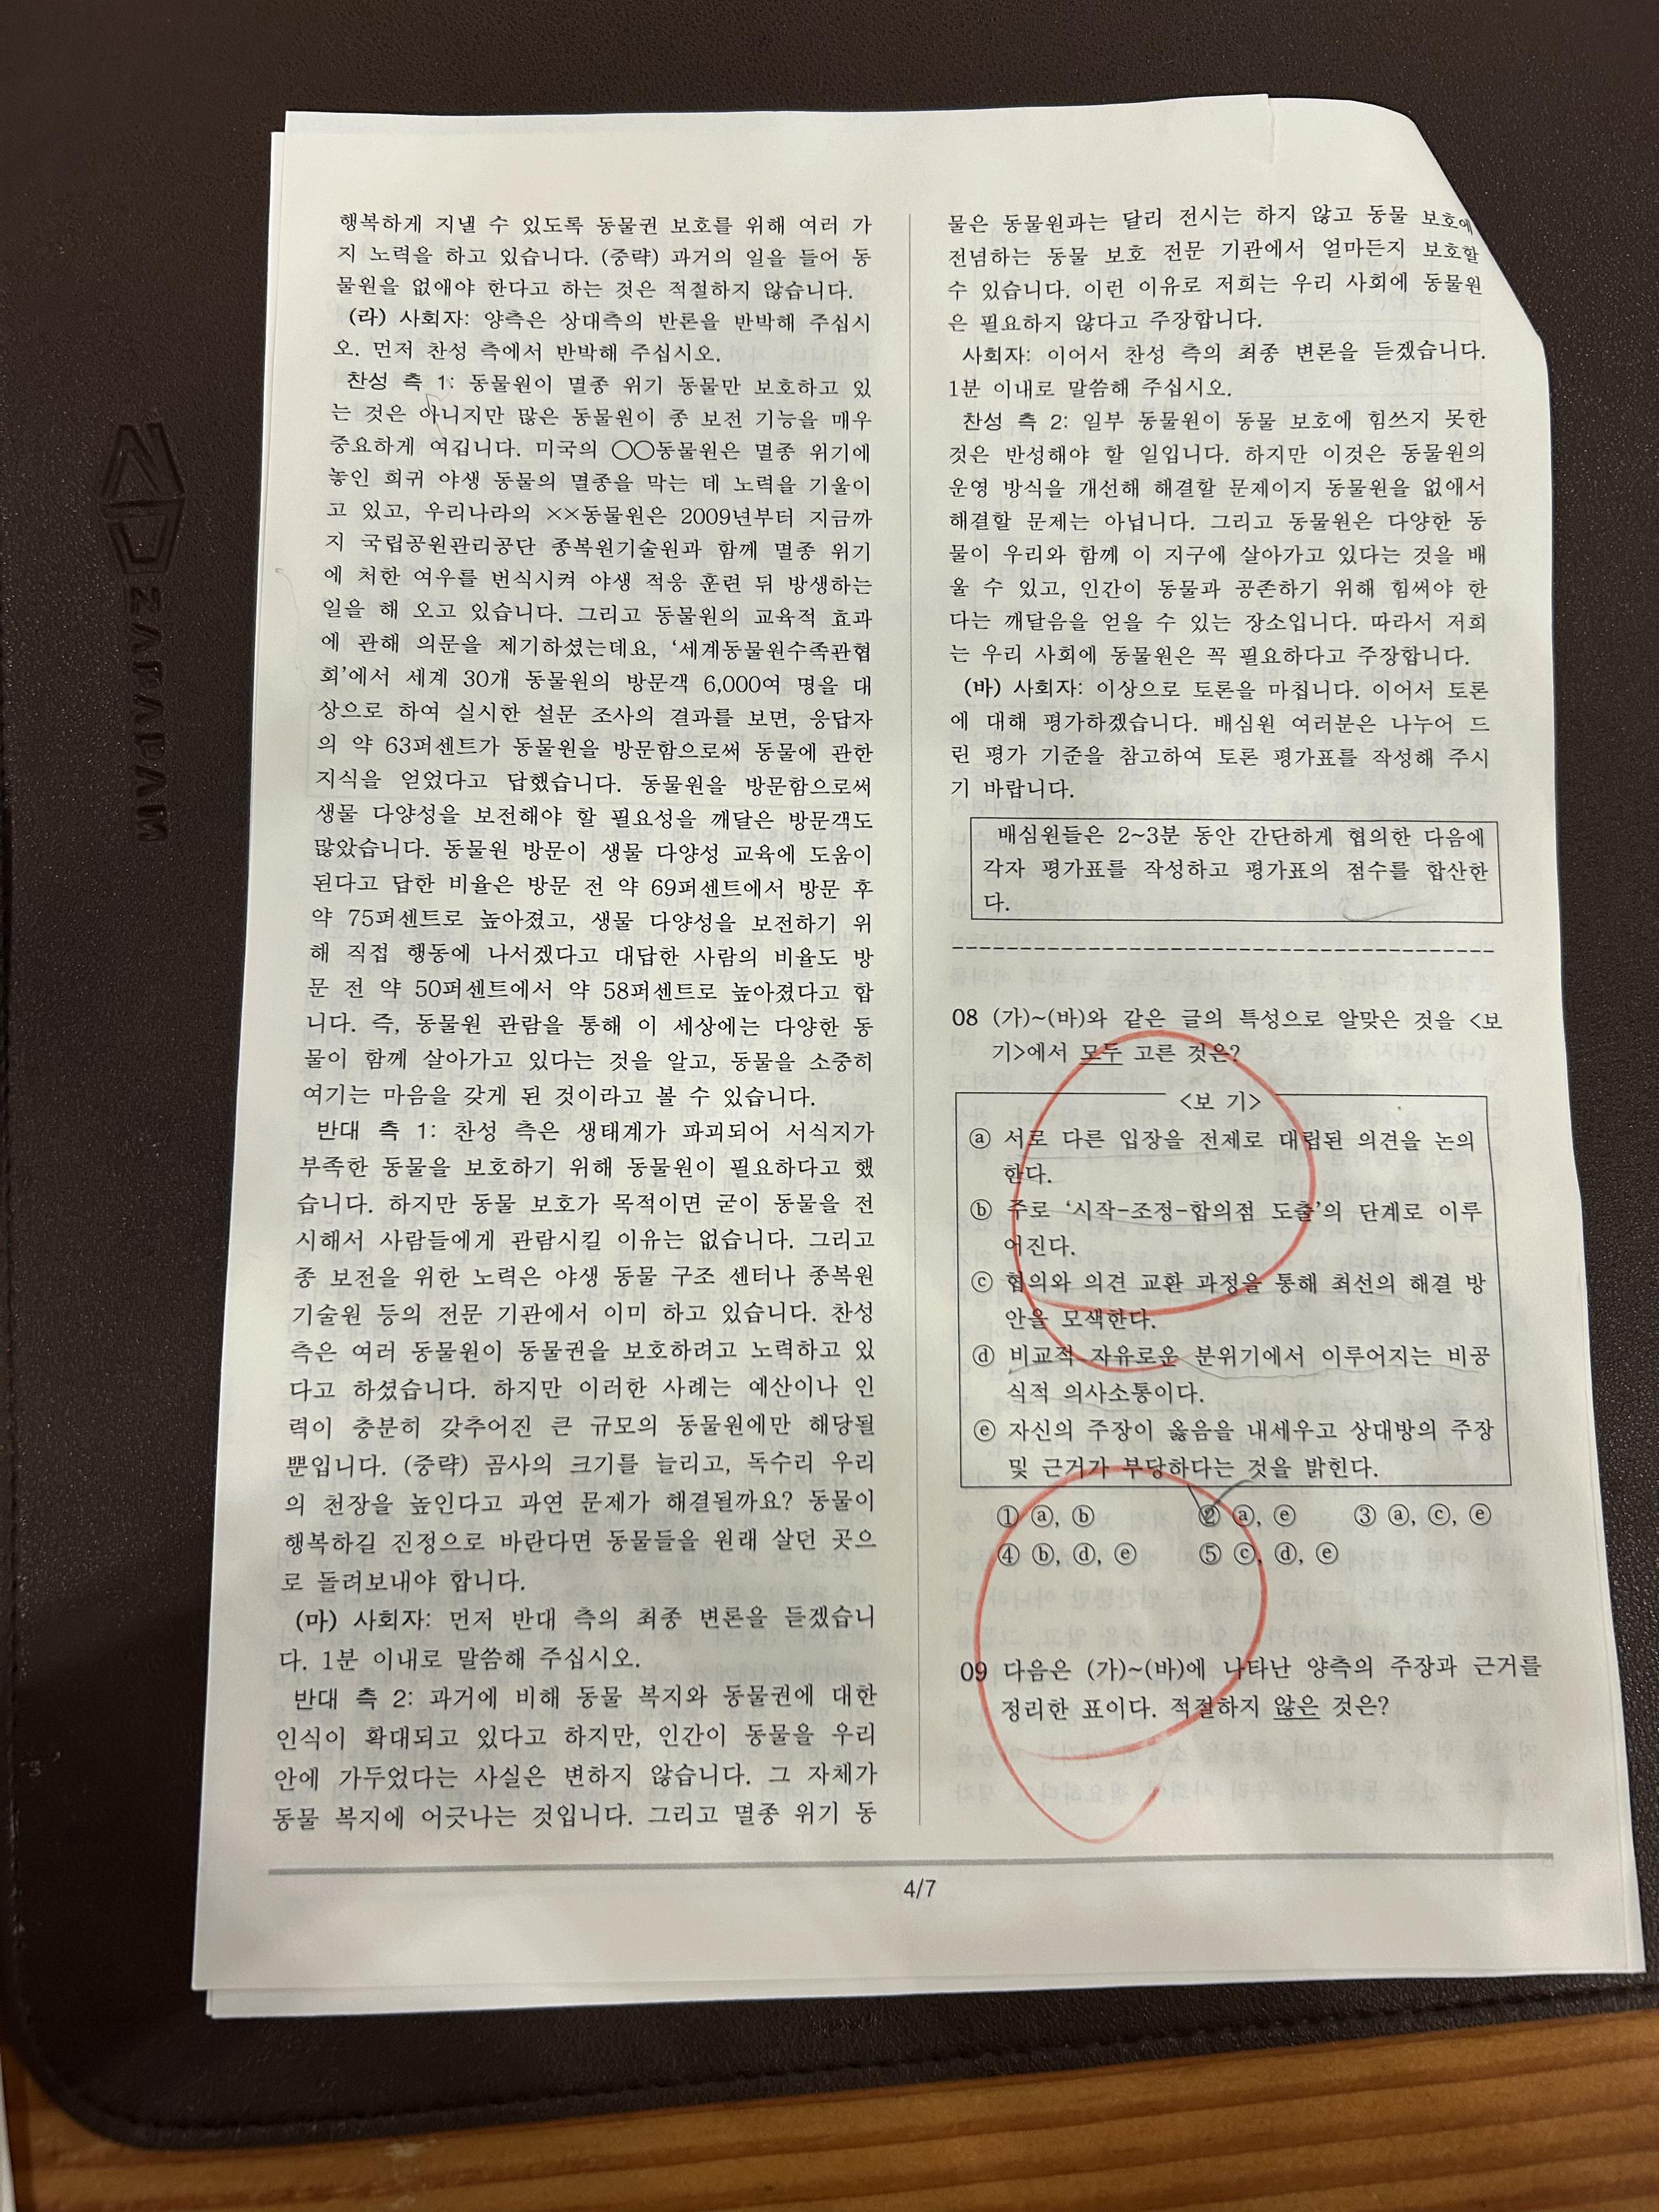 행복하게 지낼 수 있도록 동물권 보호를 위해 여러 가
지 노력을 하고 있습니다. (중략) 과거의 일을 들어 동
물원을 없애야 한다고 하는 것은 적절하지 않습니다.
(라) 사회자: 양측은 상대측의 반론을 반박해 주십시
오. 먼저 찬성 측에서 반박해 주십시오.
찬성 측 1: 동물원이 멸종 위기 동물만 보호하고 있
는 것은 아니지만 많은 동물원이 종 보전 기능을 매우
중요하게 여깁니다. 미국의 ○○동물원은 멸종 위기에
놓인 희귀 야생 동물의 멸종을 막는 데 노력을 기울이
고 있고, 우리나라의 ××동물원은 2009년부터 지금까
지 국립공원관리공단 종복원기술원과 함께 멸종 위기
에 처한 여우를 번식시켜 야생 적응 훈련 뒤 방생하는
일을 해 오고 있습니다. 그리고 동물원의 교육적 효과
에 관해 의문을 제기하셨는데요, ‘세계동물원수족관협
회’에서 세계 30개 동물원의 방문객 6,000여 명을 대
상으로 하여 실시한 설문 조사의 결과를 보면, 응답자
의 약 63퍼센트가 동물원을 방문함으로써 동물에 관한
지식을 얻었다고 답했습니다. 동물원을 방문함으로써
생물 다양성을 보전해야 할 필요성을 깨달은 방문객도
많았습니다. 동물원 방문이 생물 다양성 교육에 도움이
된다고 답한 비율은 방문 전 약 69퍼센트에서 방문 후
약 75퍼센트로 높아졌고, 생물 다양성을 보전하기 위
해 직접 행동에 나서겠다고 대답한 사람의 비율도 방
문 전 약 50퍼센트에서 약 58퍼센트로 높아졌다고 합
니다. 즉, 동물원 관람을 통해 이 세상에는 다양한 동
물이 함께 살아가고 있다는 것을 알고, 동물을 소중히
여기는 마음을 갖게 된 것이라고 볼 수 있습니다.
반대 측 1: 찬성 측은 생태계가 파괴되어 서식지가
부족한 동물을 보호하기 위해 동물원이 필요하다고 했
습니다. 하지만 동물 보호가 목적이면 굳이 동물을 전
시해서 사람들에게 관람시킬 이유는 없습니다. 그리고
종 보전을 위한 노력은 야생 동물 구조 센터나 종복원
기술원 등의 전문 기관에서 이미 하고 있습니다. 찬성
측은 여러 동물원이 동물권을 보호하려고 노력하고 있
다고 하셨습니다. 하지만 이러한 사례는 예산이나 인
력이 충분히 갖추어진 큰 규모의 동물원에만 해당될
뿐입니다. (중략) 곰사의 크기를 늘리고, 독수리 우리
의 천장을 높인다고 과연 문제가 해결될까요? 동물이
행복하길 진정으로 바란다면 동물들을 원래 살던 곳으
로 돌려보내야 합니다.
(마) 사회자: 먼저 반대 측의 최종 변론을 듣겠습니
다. 1분 이내로 말씀해 주십시오.
반대 측 2: 과거에 비해 동물 복지와 동물권에 대한
인식이 확대되고 있다고 하지만, 인간이 동물을 우리
안에 가두었다는 사실은 변하지 않습니다. 그 자체가
동물 복지에 어긋나는 것입니다. 그리고 멸종 위기 동
물은 동물원과는 달리 전시는 하지 않고 동물 보호에
전념하는 동물 보호 전문 기관에서 얼마든지 보호할
수 있습니다. 이런 이유로 저희는 우리 사회에 동물원
은 필요하지 않다고 주장합니다.
사회자: 이어서 찬성 측의 최종 변론을 듣겠습니다.
1분 이내로 말씀해 주십시오.
찬성 측 2: 일부 동물원이 동물 보호에 힘쓰지 못한
것은 반성해야 할 일입니다. 하지만 이것은 동물원의
운영 방식을 개선해 해결할 문제이지 동물원을 없애서
해결할 문제는 아닙니다. 그리고 동물원은 다양한 동
물이 우리와 함께 이 지구에 살아가고 있다는 것을 배
울 수 있고, 인간이 동물과 공존하기 위해 힘써야 한
다는 깨달음을 얻을 수 있는 장소입니다. 따라서 저희
는 우리 사회에 동물원은 꼭 필요하다고 주장합니다.
(바) 사회자: 이상으로 토론을 마칩니다. 이어서 토론
에 대해 평가하겠습니다. 배심원 여러분은 나누어 드
린 평가 기준을 참고하여 토론 평가표를 작성해 주시
기 바랍니다.
배심원들은 2~3분 동안 간단하게 협의한 다음에
각자 평가표를 작성하고 평가표의 점수를 합산한
다.
08 (가)~(바)와 같은 글의 특성으로 알맞은 것을 <보
기>에서 모두 고른 것은?
<보 기>
ⓐ 서로 다른 입장을 전제로 대립된 의견을 논의
한다.
ⓑ 주로 ‘시작-조정-합의점 도출’의 단계로 이루
어진다.
ⓒ 협의와 의견 교환 과정을 통해 최선의 해결 방
안을 모색한다.
ⓓ 비교적 자유로운 분위기에서 이루어지는 비공
식적 의사소통이다.
ⓔ 자신의 주장이 옳음을 내세우고 상대방의 주장
및 근거가 부당하다는 것을 밝힌다.
① ⓐ, ⓑ ② ⓐ, ⓔ ③ ⓐ, ⓒ, ⓔ
④ ⓑ, ⓓ, ⓔ ⑤ ⓒ, ⓓ, ⓔ
09 다음은 (가)~(바)에 나타난 양측의 주장과 근거를
정리한 표이다. 적절하지 않은 것은?
4/7